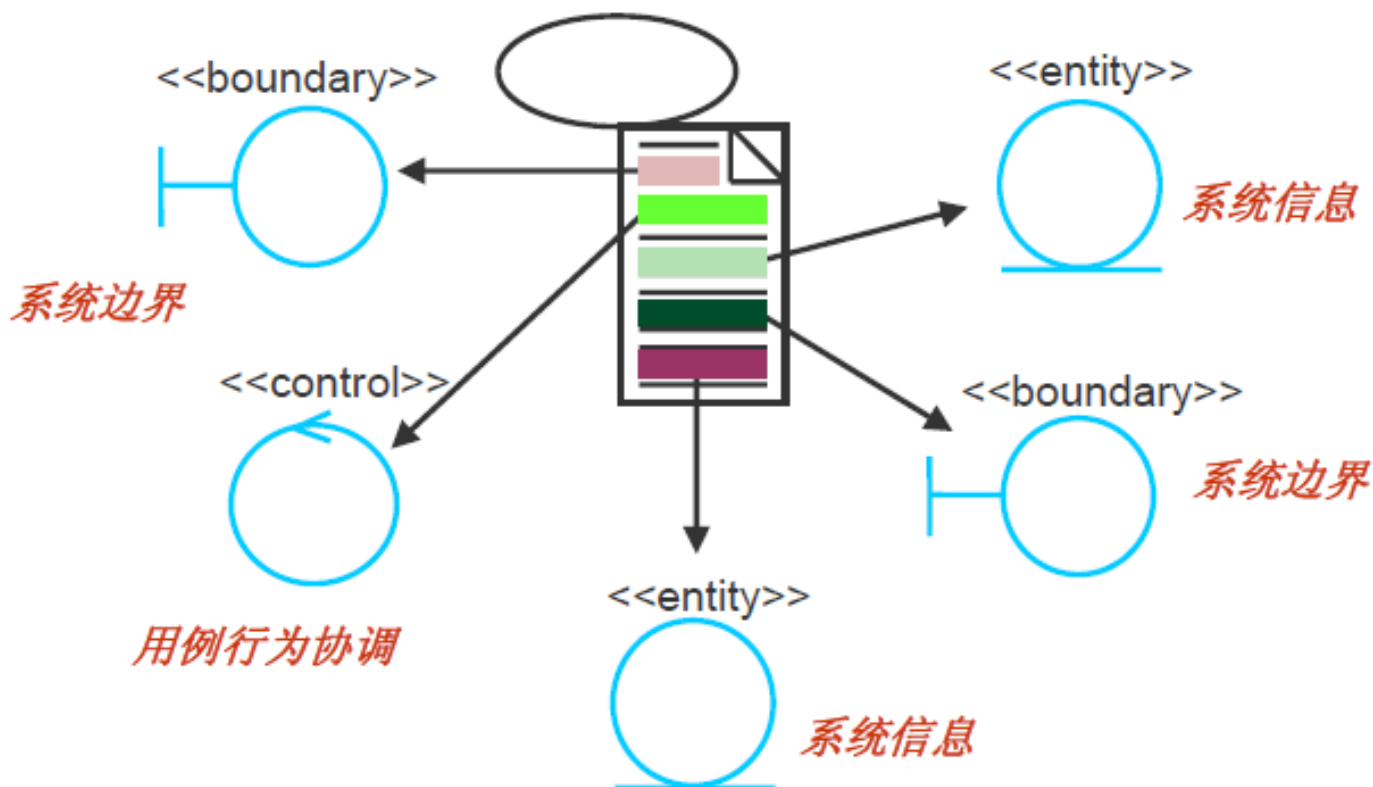 <<boundary>>
<<entity>>
系统信息
系统边界
<<control>>
<<boundary>>
系统边界
用例行为协调
<<entity>>
系统信息